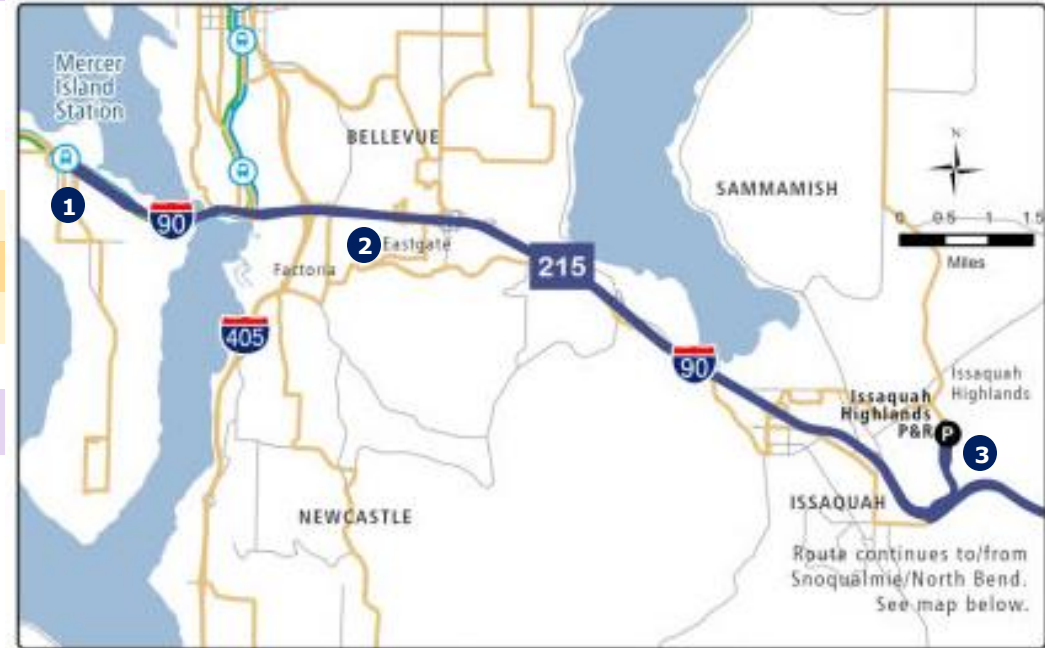 Mercer
Island
Station
BELLEVUE
SAMMAMISH
N
0 0.5 1 1.5
Miles
1
90
2
Eastgate
Factoria
215
405
90
Issaquah
Highlands
Issaquah
Highlands
P&R
P
3
ISSAQUAH
NEWCASTLE
Route continues to/from
Snoqualmie/North Bend.
See map below.